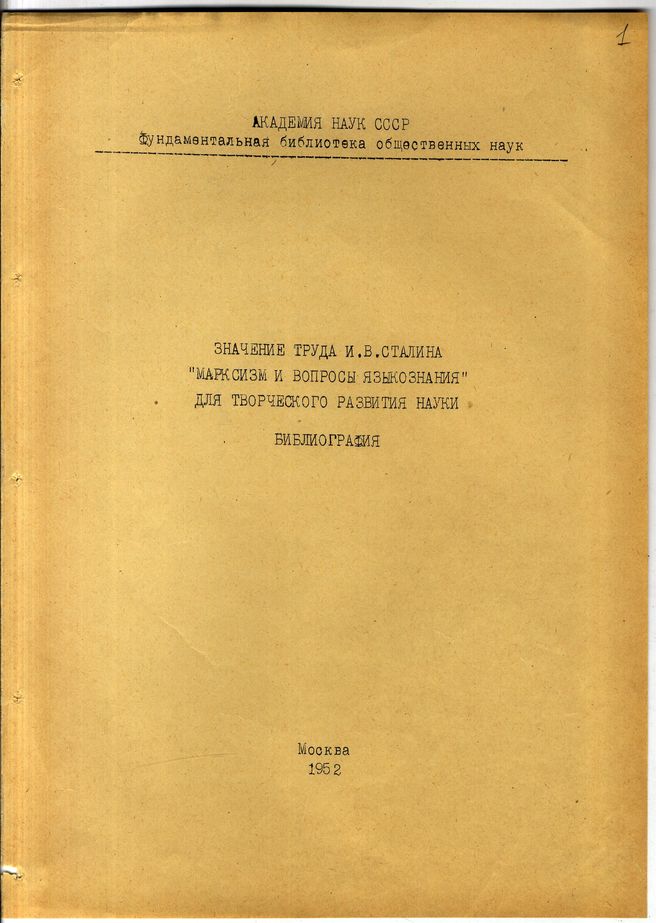 1
АКАДЕМИЯ НАУК СССР
Фундаментальная библиотека общественных наук
ЗНАЧЕНИЕ ТРУДА И.В.СТАЛИНА
"МАРКСИЗМ И ВОПРОСЫ ЯЗЫКОЗНАНИЯ"
ДЛЯ ТВОРЧЕСКОГО РАЗВИТИЯ НАУКИ
БИБЛИОГРАФИЯ
Москва
1952